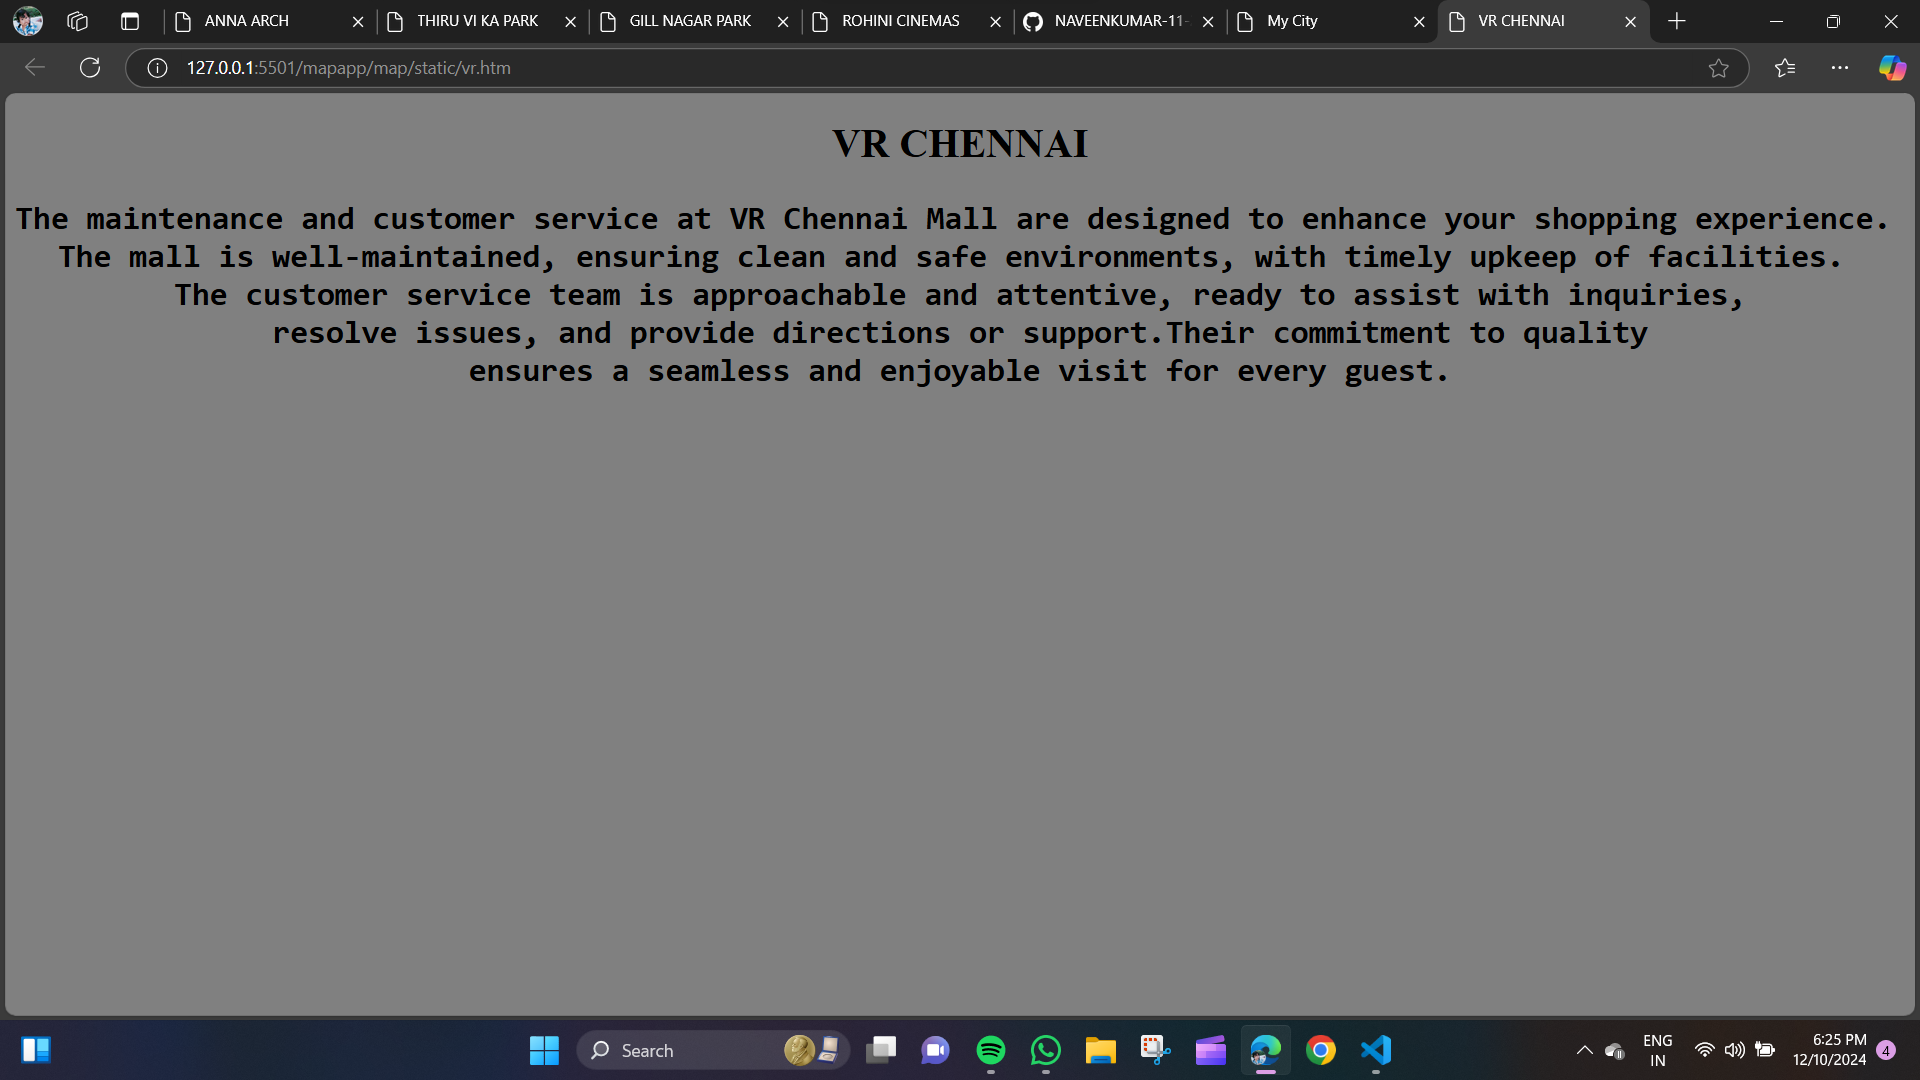 ANNA ARCH
THIRU VI KA PARK
GILL NAGAR PARK
ROHINI CINEMAS
NAVEENKUMAR-11-
My City
VR CHENNAI
127.0.0.1:5501/mapapp/map/static/vr.htm
VR CHENNAI
The maintenance and customer service at VR Chennai Mall are designed to enhance your shopping experience.
The mall is well-maintained, ensuring clean and safe environments, with timely upkeep of facilities.
The customer service team is approachable and attentive, ready to assist with inquiries,
resolve issues, and provide directions or support.Their commitment to quality
ensures a seamless and enjoyable visit for every guest.
Search
ENG
IN
6:25 PM
12/10/2024
4